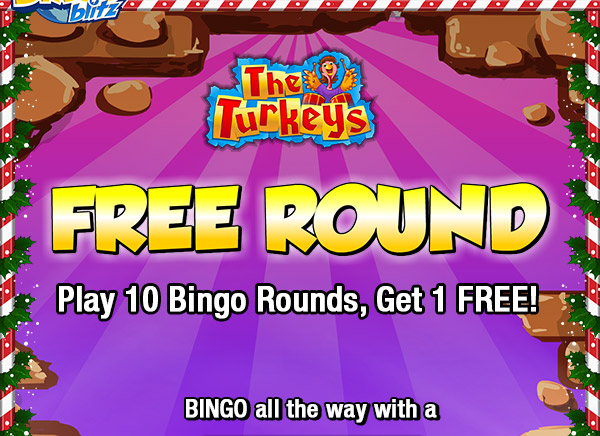 blitz
The
Turkeys
FREE ROUND
Play 10 Bingo Rounds, Get 1 FREE!
BINGO all the way with a